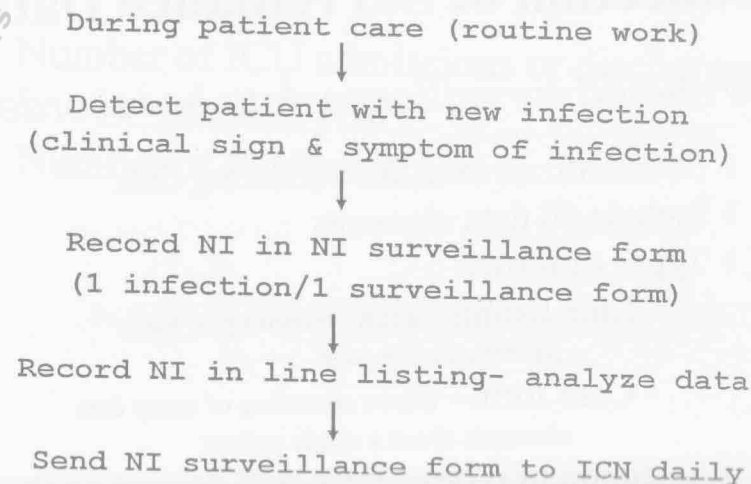 During patient care (routine work)
Detect patient with new infection
(clinical sign & symptom of infection)
Record NI in NI surveillance form
(1 infection/1 surveillance form)
Record NI in line listing- analyze data
Send NI surveillance form to ICN daily